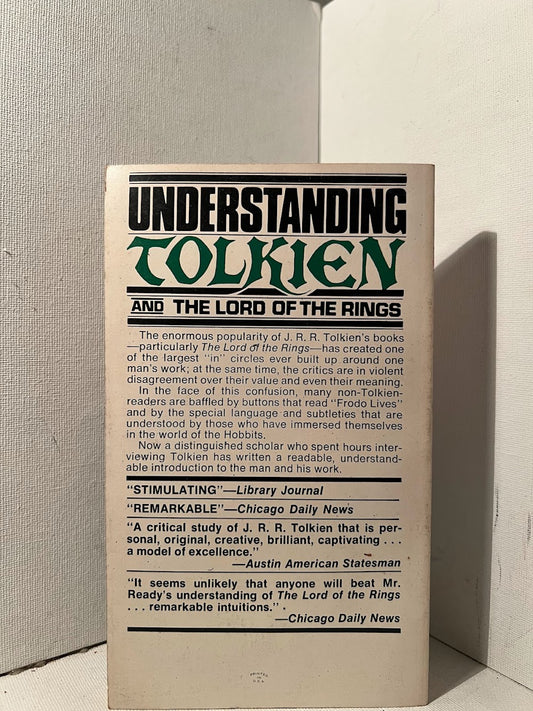 UNDERSTANDING
TOLKIEN
AND THE LORD OF THE RINGS
The enormous popularity of J. R. R. Tolkien's books
—particularly The Lord of the Rings—has created one
of the largest "in" circles ever built up around one
man's work; at the same time, the critics are in violent
disagreement over their value and even their meaning.
In the face of this confusion, many non-Tolkien-
readers are baffled by buttons that read "Frodo Lives"
and by the special language and subtleties that are
understood by those who have immersed themselves
in the world of the Hobbits.
Now a distinguished scholar who spent hours inter-
viewing Tolkien has written a readable, understand-
able introduction to the man and his work.
"STIMULATING"—Library Journal
"REMARKABLE"—Chicago Daily News
"A critical study of J. R. R. Tolkien that is per-
sonal, original, creative, brilliant, captivating . . .
a model of excellence."
—Austin American Statesman
"It seems unlikely that anyone will beat Mr.
Ready's understanding of The Lord of the Rings
. . . remarkable intuitions."
—Chicago Daily News
PRINTED
IN
U.S.A.